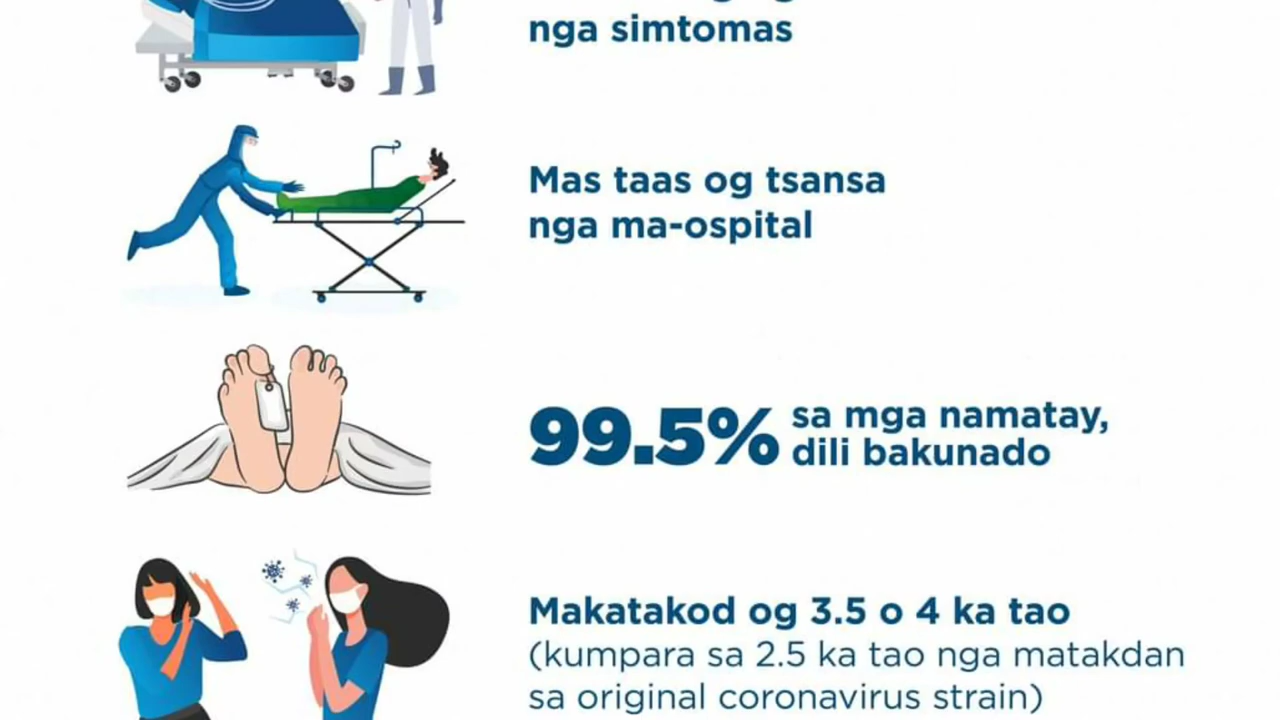 nga simtomas
Mas taas og tsansa
nga ma-ospital
99.5% sa mga namatay,
dili bakunado
Makatakod og 3.5 o 4 ka tao
(kumpara sa 2.5 ka tao nga matakdan
sa original coronavirus strain)